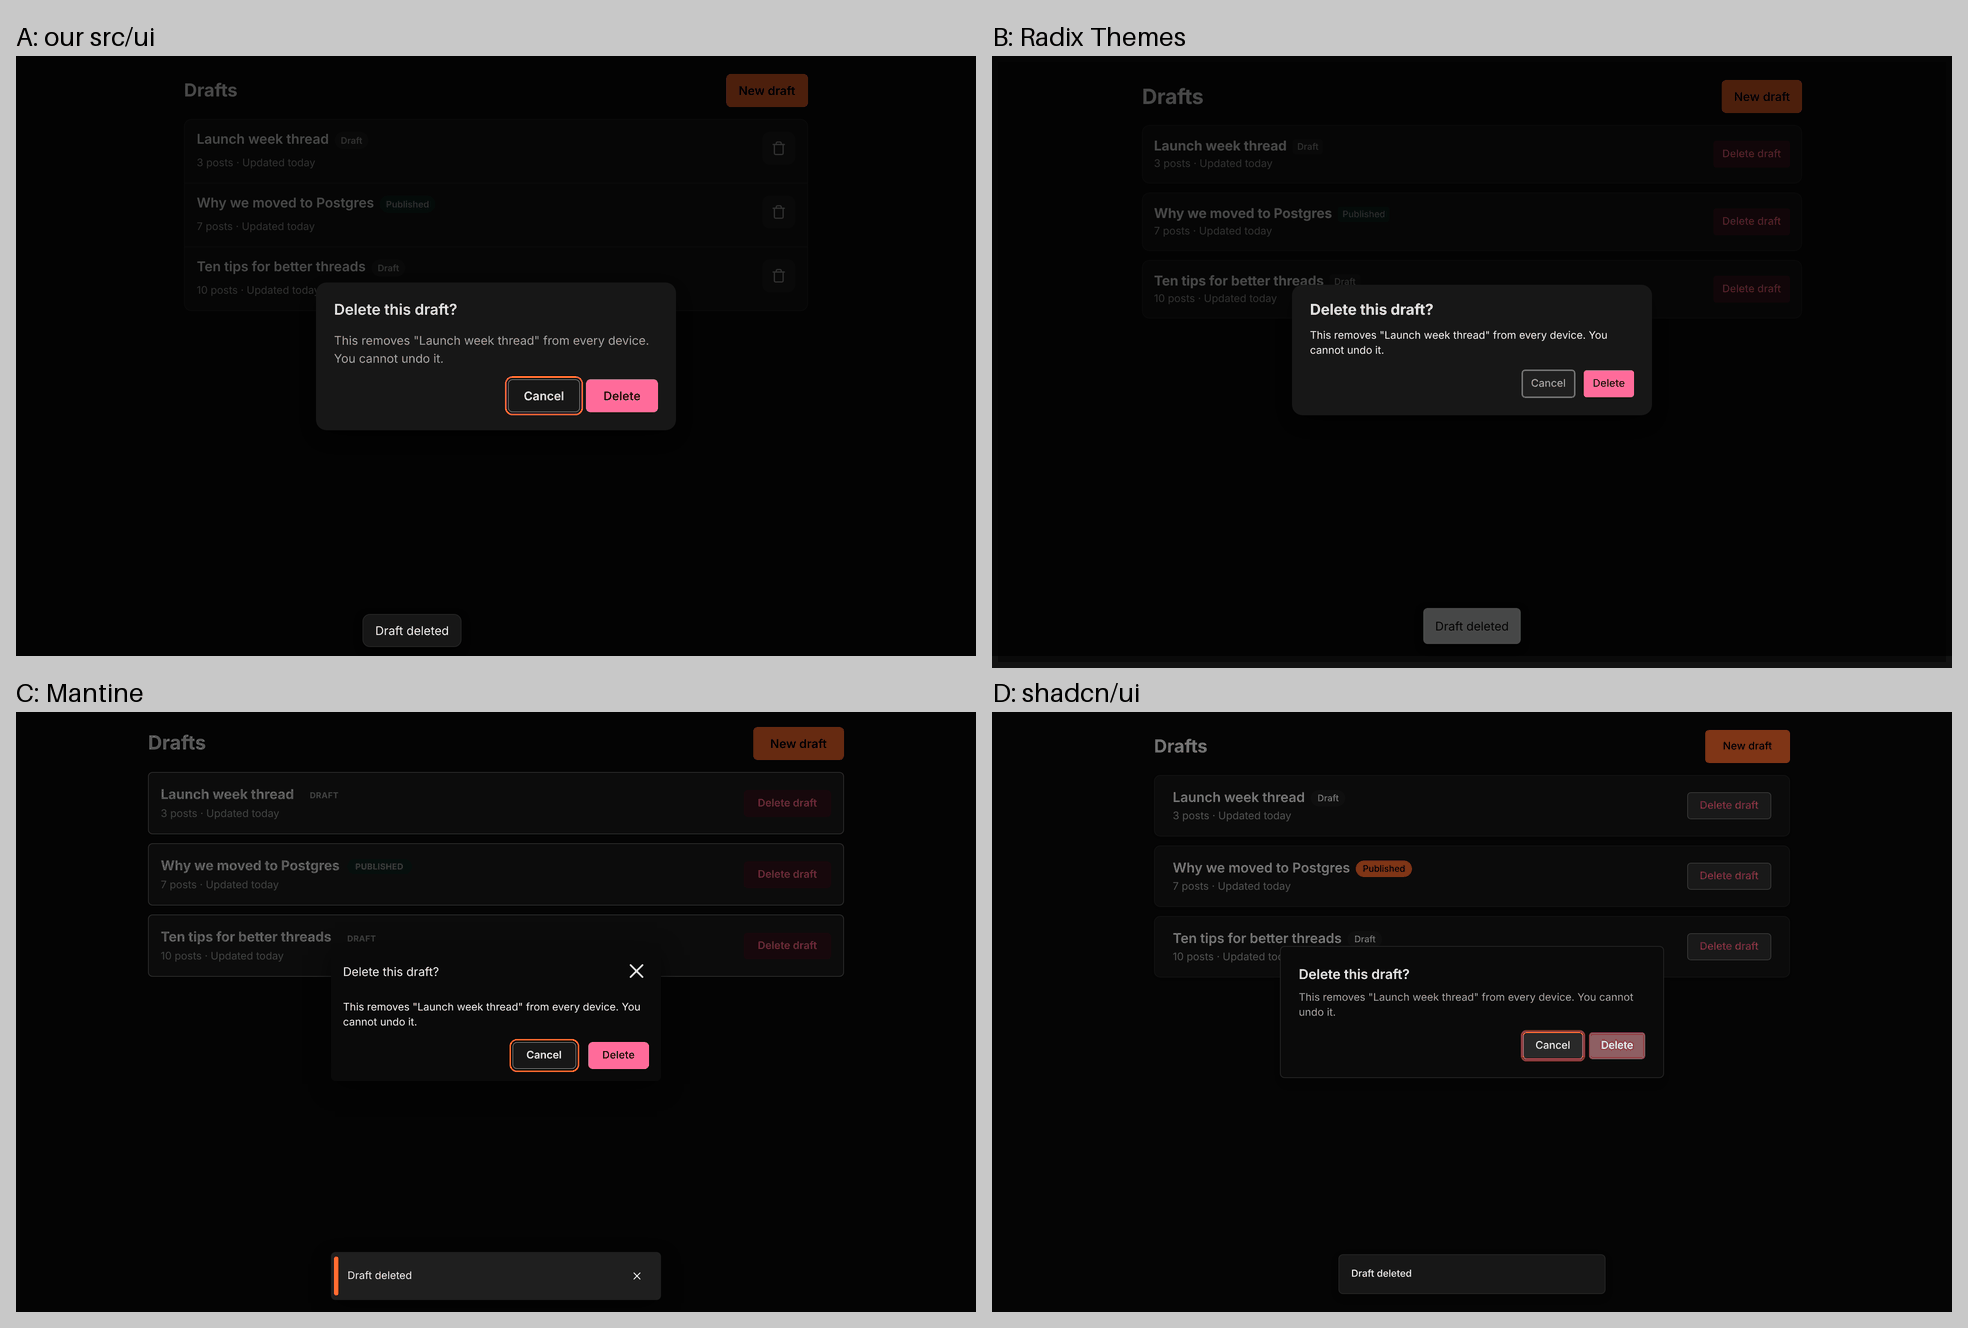 A: our src/ui
Drafts
New draft
Launch week thread Draft
3 posts · Updated today
Why we moved to Postgres Published
7 posts · Updated today
Ten tips for better threads Draft
10 posts · Updated today
Delete this draft?
This removes "Launch week thread" from every device.
You cannot undo it.
Cancel Delete
Draft deleted
B: Radix Themes
Drafts
New draft
Launch week thread Draft
3 posts · Updated today
Delete draft
Why we moved to Postgres Published
7 posts · Updated today
Delete draft
Ten tips for better threads Draft
10 posts · Updated today
Delete draft
Delete this draft?
This removes "Launch week thread" from every device. You
cannot undo it.
Cancel Delete
Draft deleted
C: Mantine
Drafts
New draft
Launch week thread DRAFT
3 posts · Updated today
Delete draft
Why we moved to Postgres PUBLISHED
7 posts · Updated today
Delete draft
Ten tips for better threads DRAFT
10 posts · Updated today
Delete draft
Delete this draft?
This removes "Launch week thread" from every device. You
cannot undo it.
Cancel Delete
Draft deleted
D: shadcn/ui
Drafts
New draft
Launch week thread Draft
3 posts · Updated today
Delete draft
Why we moved to Postgres Published
7 posts · Updated today
Delete draft
Ten tips for better threads Draft
10 posts · Updated to
Delete draft
Delete this draft?
This removes "Launch week thread" from every device. You cannot
undo it.
Cancel Delete
Draft deleted